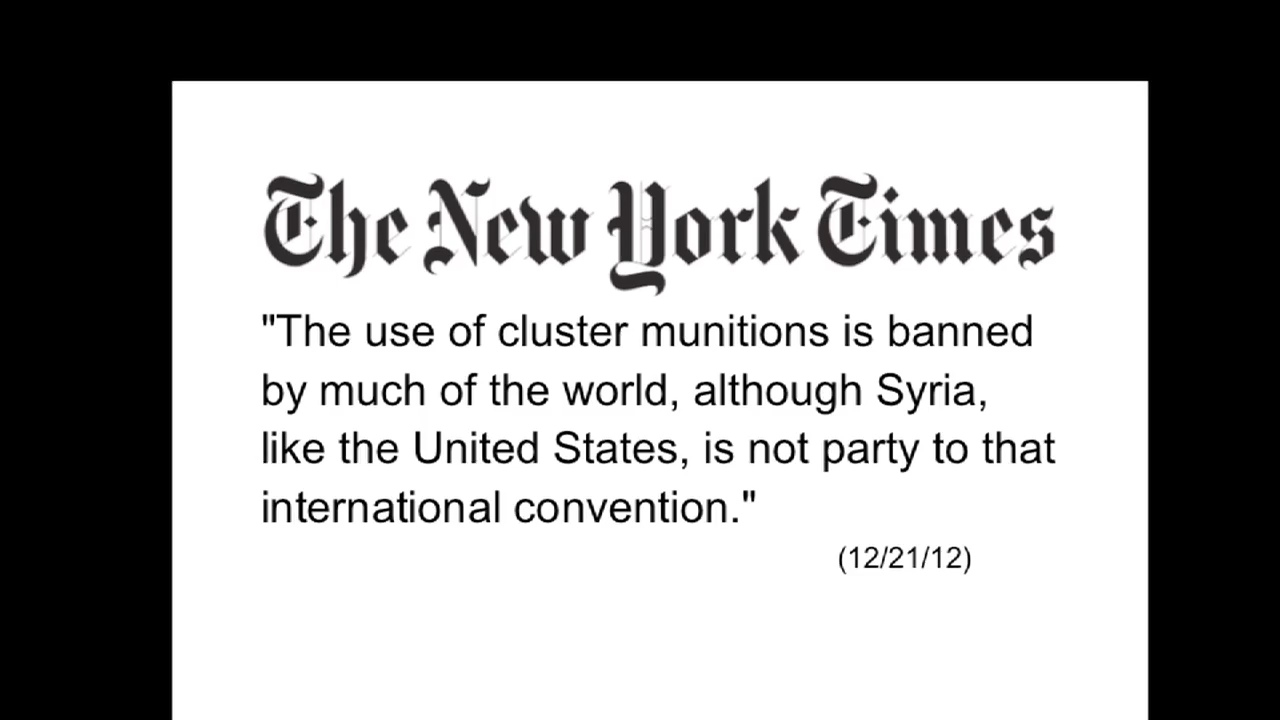 The New York Times
"The use of cluster munitions is banned
by much of the world, although Syria,
like the United States, is not party to that
international convention."
(12/21/12)